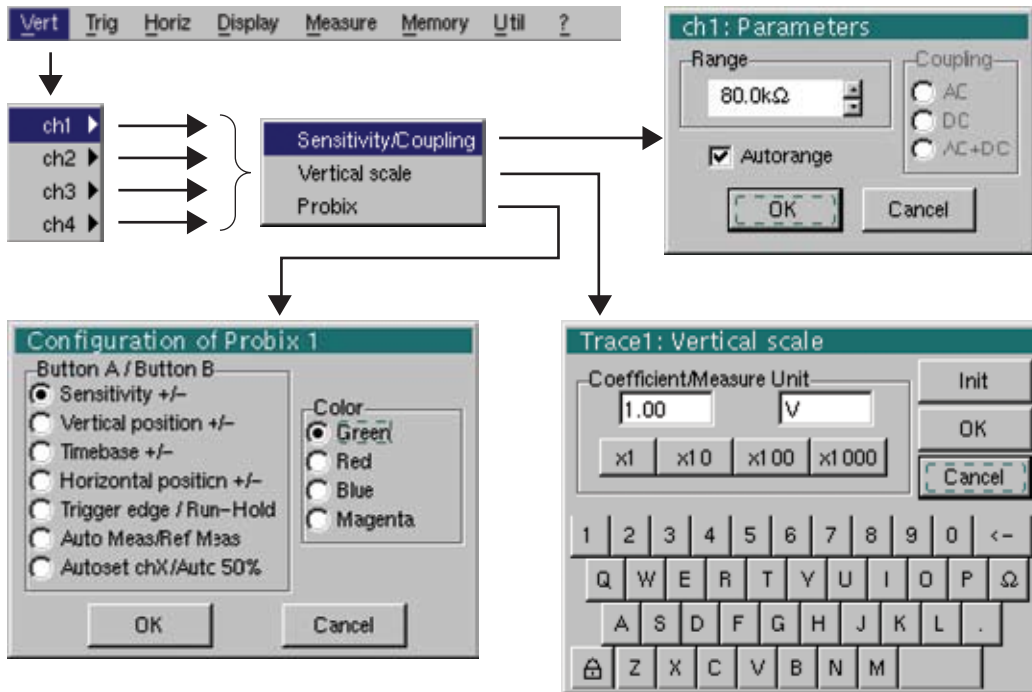 Vert Trig Horiz Display Measure Memory Util ?
ch1
ch2
ch3
ch4
Sensitivity/Coupling
Vertical scale
Probix
ch1: Parameters
Range
80.0kΩ
Autorange
Coupling
AC
DC
AC+DC
OK Cancel
Configuration of Probix 1
Button A / Button B
Sensitivity +/-
Vertical position +/-
Timebase +/-
Horizontal position +/-
Trigger edge / Run-Hold
Auto Meas/Ref Meas
Autoset chX/Autc 50%
Color
Green
Red
Blue
Magenta
OK Cancel
Trace1: Vertical scale
Coefficient/Measure Unit
1.00 V
x1 x10 x100 x1000
Init
OK
Cancel
1 2 3 4 5 6 7 8 9 0 <-
Q W E R T Y U I O P Ω
A S D F G H J K L .
Z X C V B N M